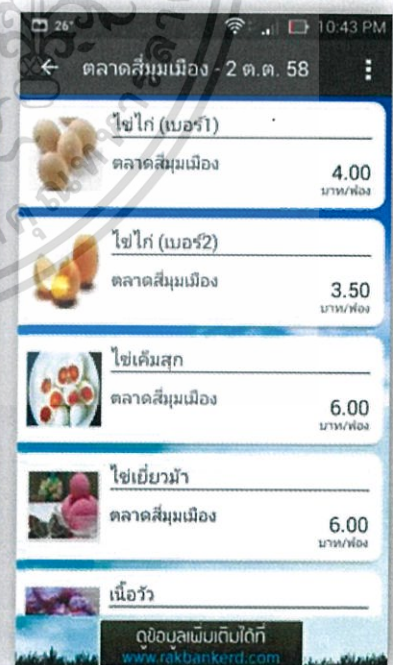 26°
10:43 PM
ตลาดสี่มุมเมือง - 2 ต.ค. 58
ไข่ไก่ (เบอร์1)
ตลาดสี่มุมเมือง
4.00
บาท/ฟอง
ไข่ไก่ (เบอร์2)
ตลาดสี่มุมเมือง
3.50
บาท/ฟอง
ไข่เค็มสุก
ตลาดสี่มุมเมือง
6.00
บาท/ฟอง
ไข่เยี่ยวม้า
ตลาดสี่มุมเมือง
6.00
บาท/ฟอง
เนื้อวัว
ดูข้อมูลเพิ่มเติมได้ที่
www.rakbankerd.com